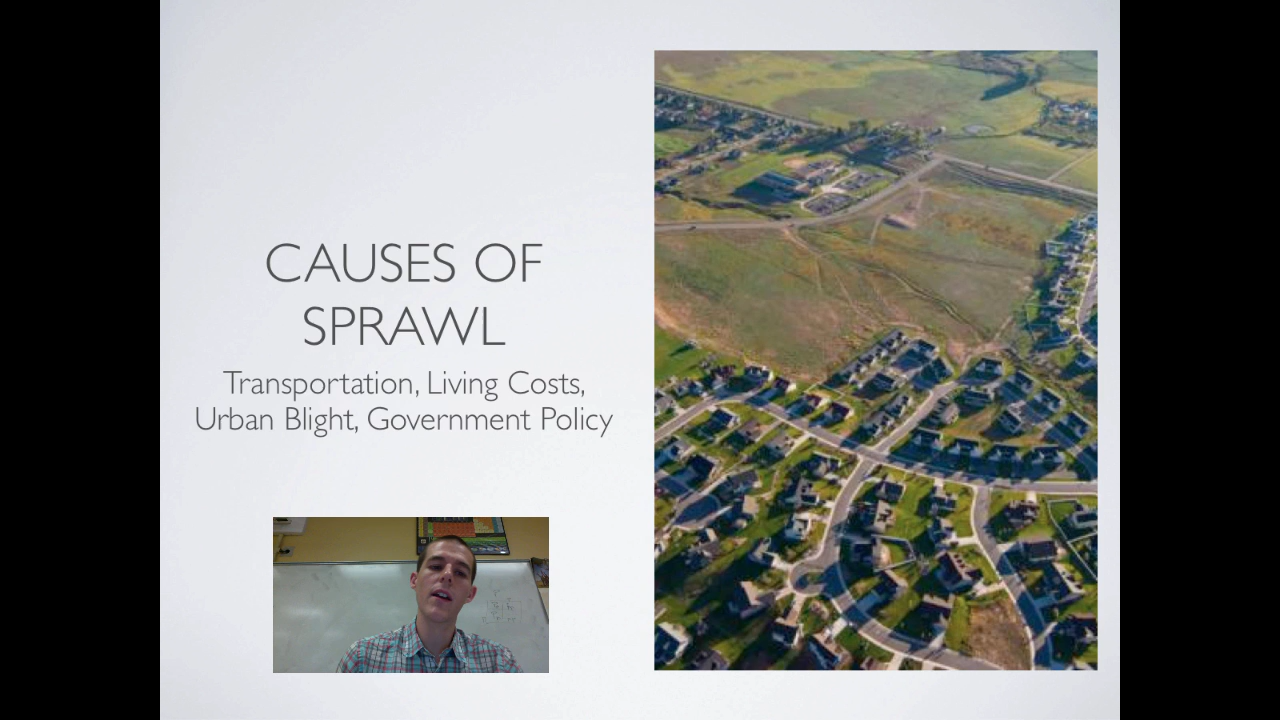 CAUSES OF
SPRAWL
Transportation, Living Costs,
Urban Blight, Government Policy